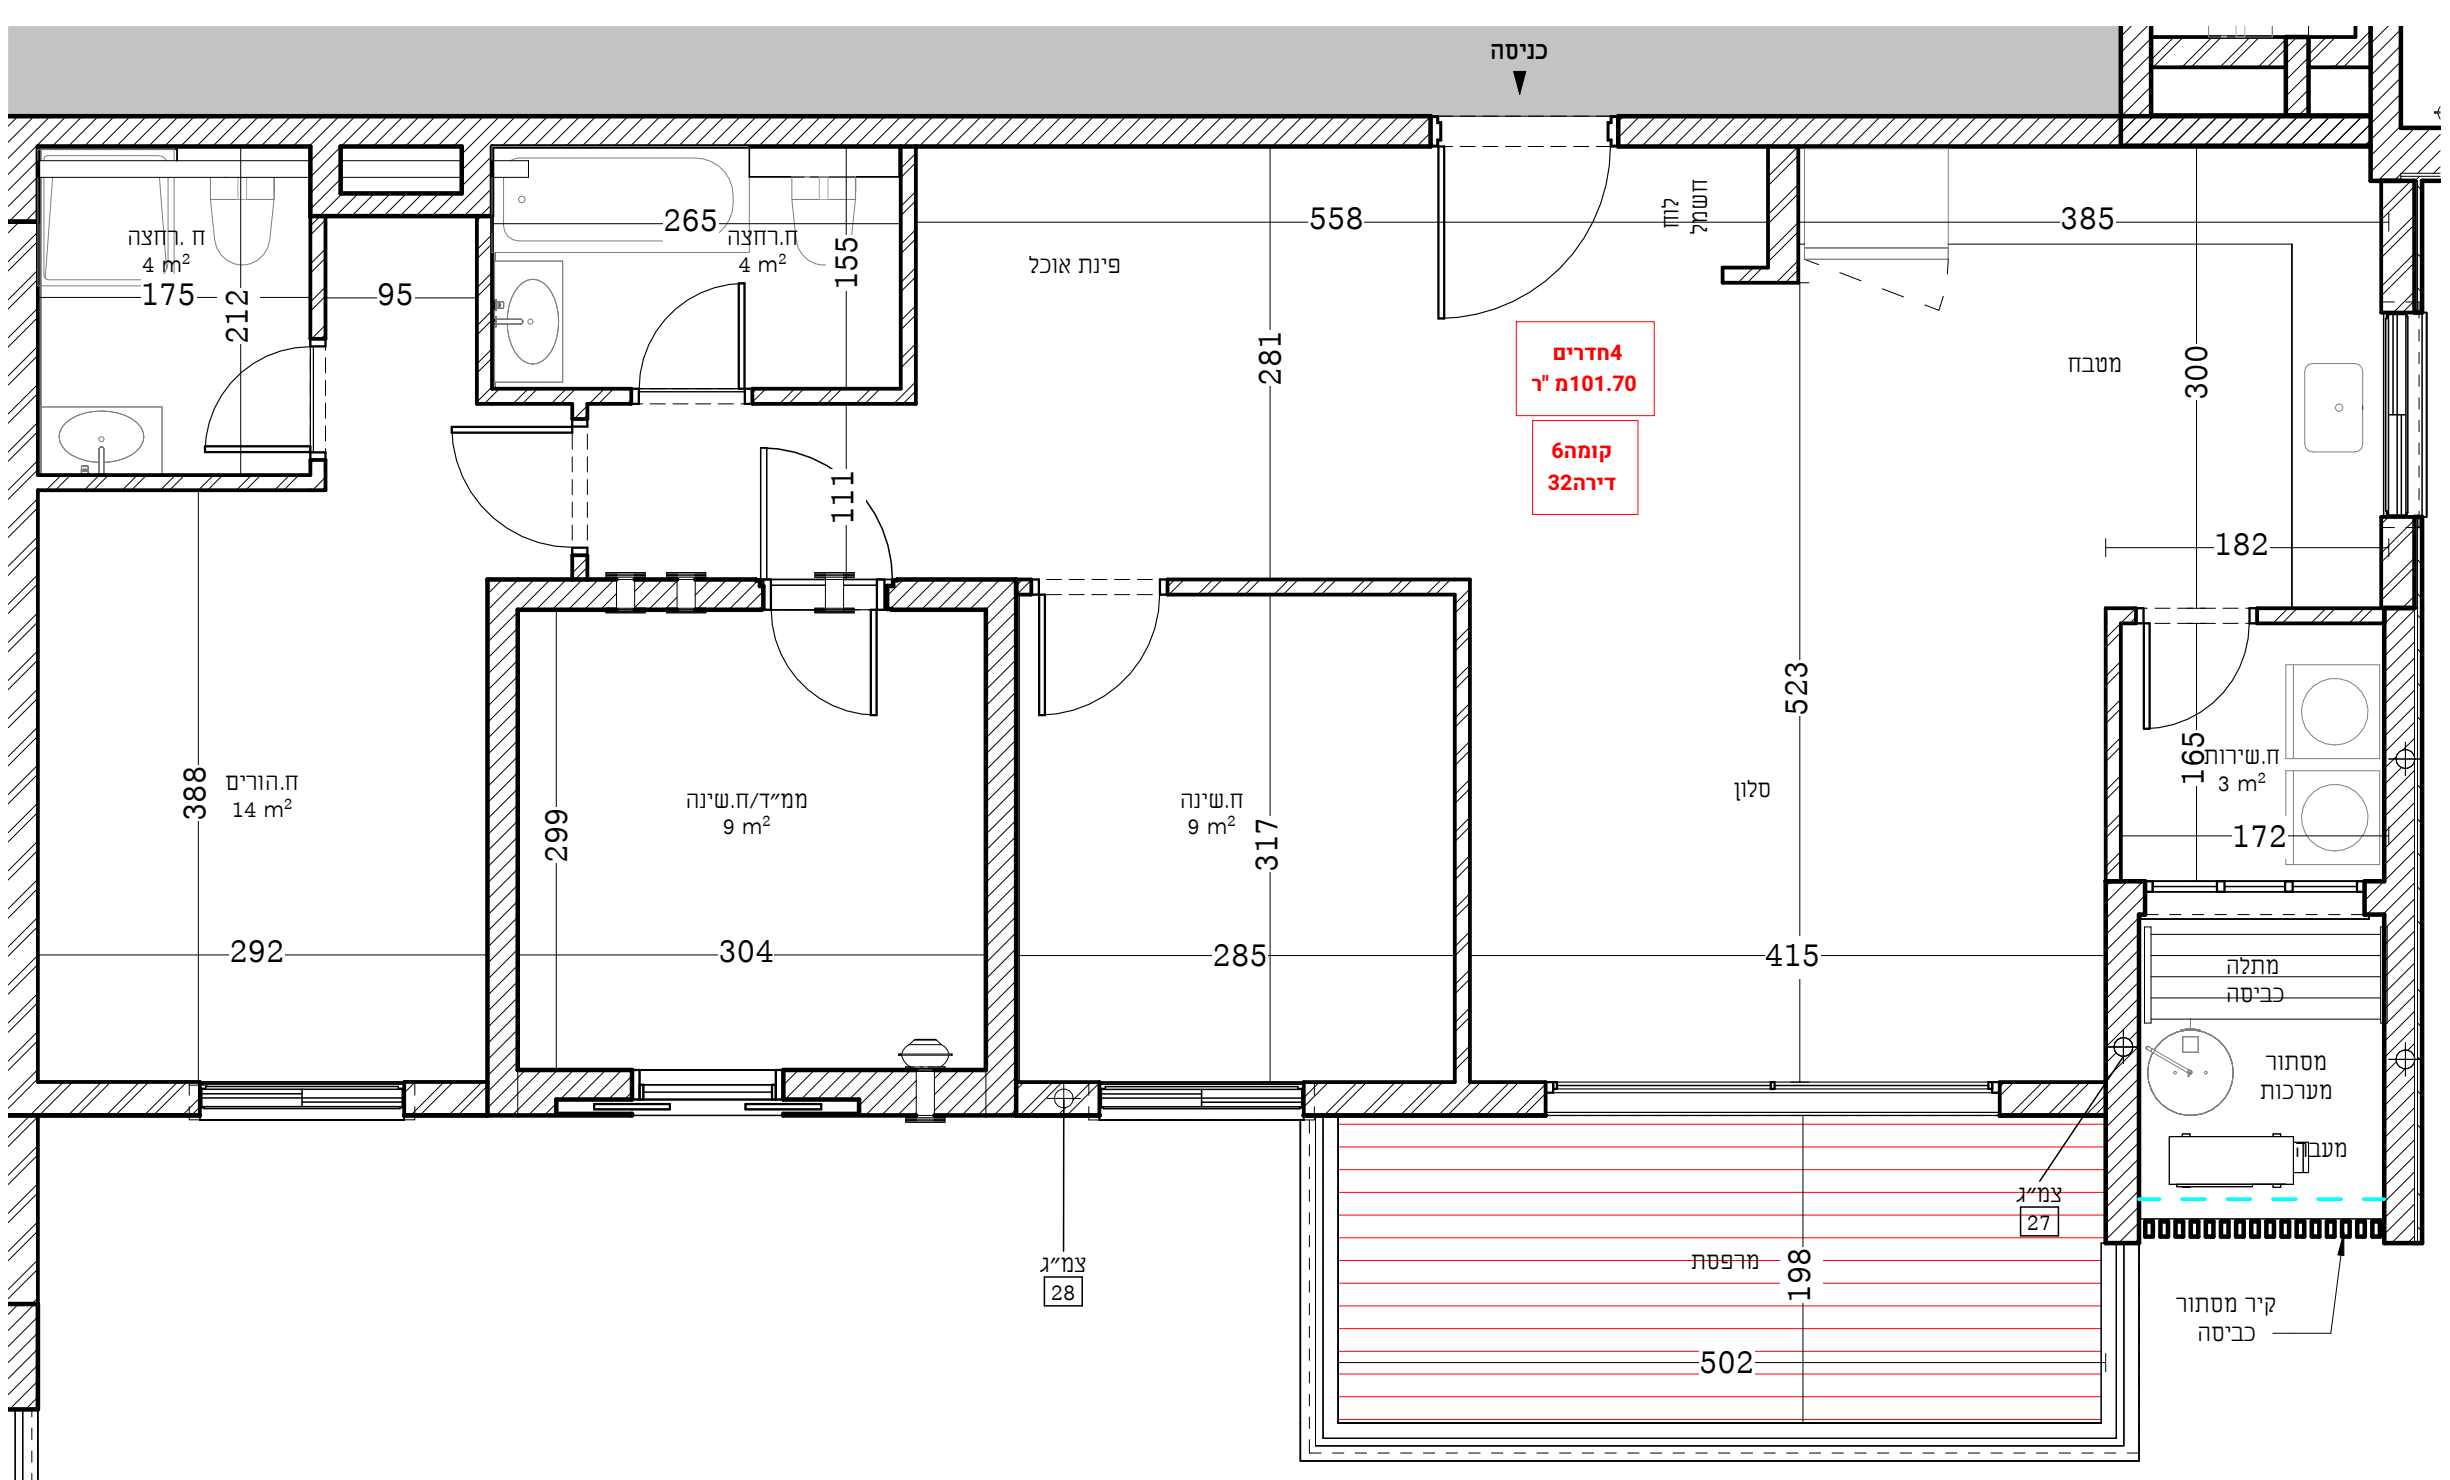 כניסה
265
558
385
לוח
חשמל
ח .רחצה
4 m²
ח.רחצה
4 m²
155
פינת אוכל
175
212
95
281
4חדרים
101.70מ "ר
מטבח
300
קומה6
דירה32
111
182
523
165
ח.שירות
3 m²
172
388
ח.הורים
14 m²
299
ממ״ד/ח.שינה
9 m²
ח.שינה
9 m²
317
סלון
292
304
285
415
מתלה
כביסה
מסתור
מערכות
מעבה
צמ״ג
27
צמ״ג
28
מרפסת
198
קיר מסתור
כביסה
502